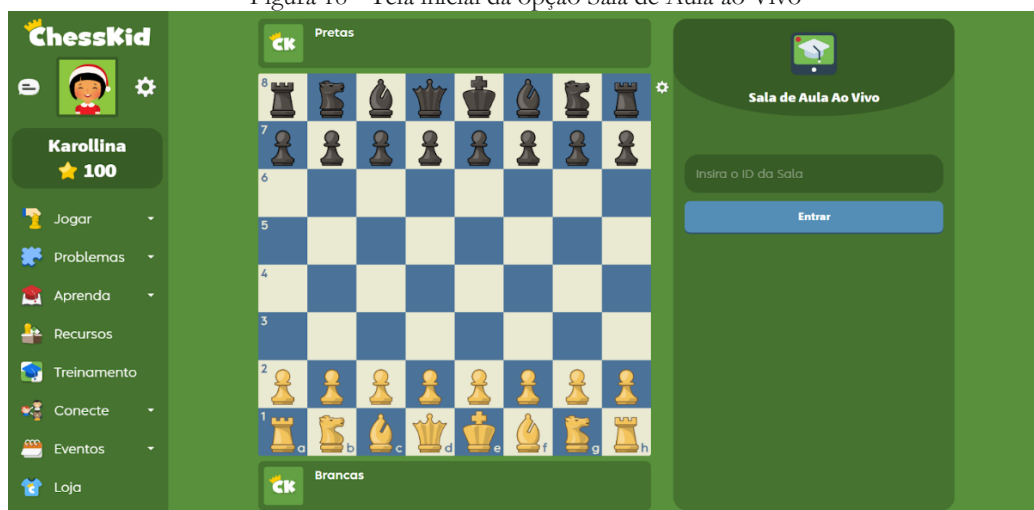 Figura 16 - Tela inicial da opção Sala de Aula ao Vivo
ChessKid
Karollina
100
Jogar
Problemas
Aprenda
Recursos
Treinamento
Conecte
Eventos
Loja
CK
Pretas
8
7
6
5
4
3
2
1
a b c d e f g h
CK
Brancas
Sala de Aula Ao Vivo
Insira o ID da Sala
Entrar